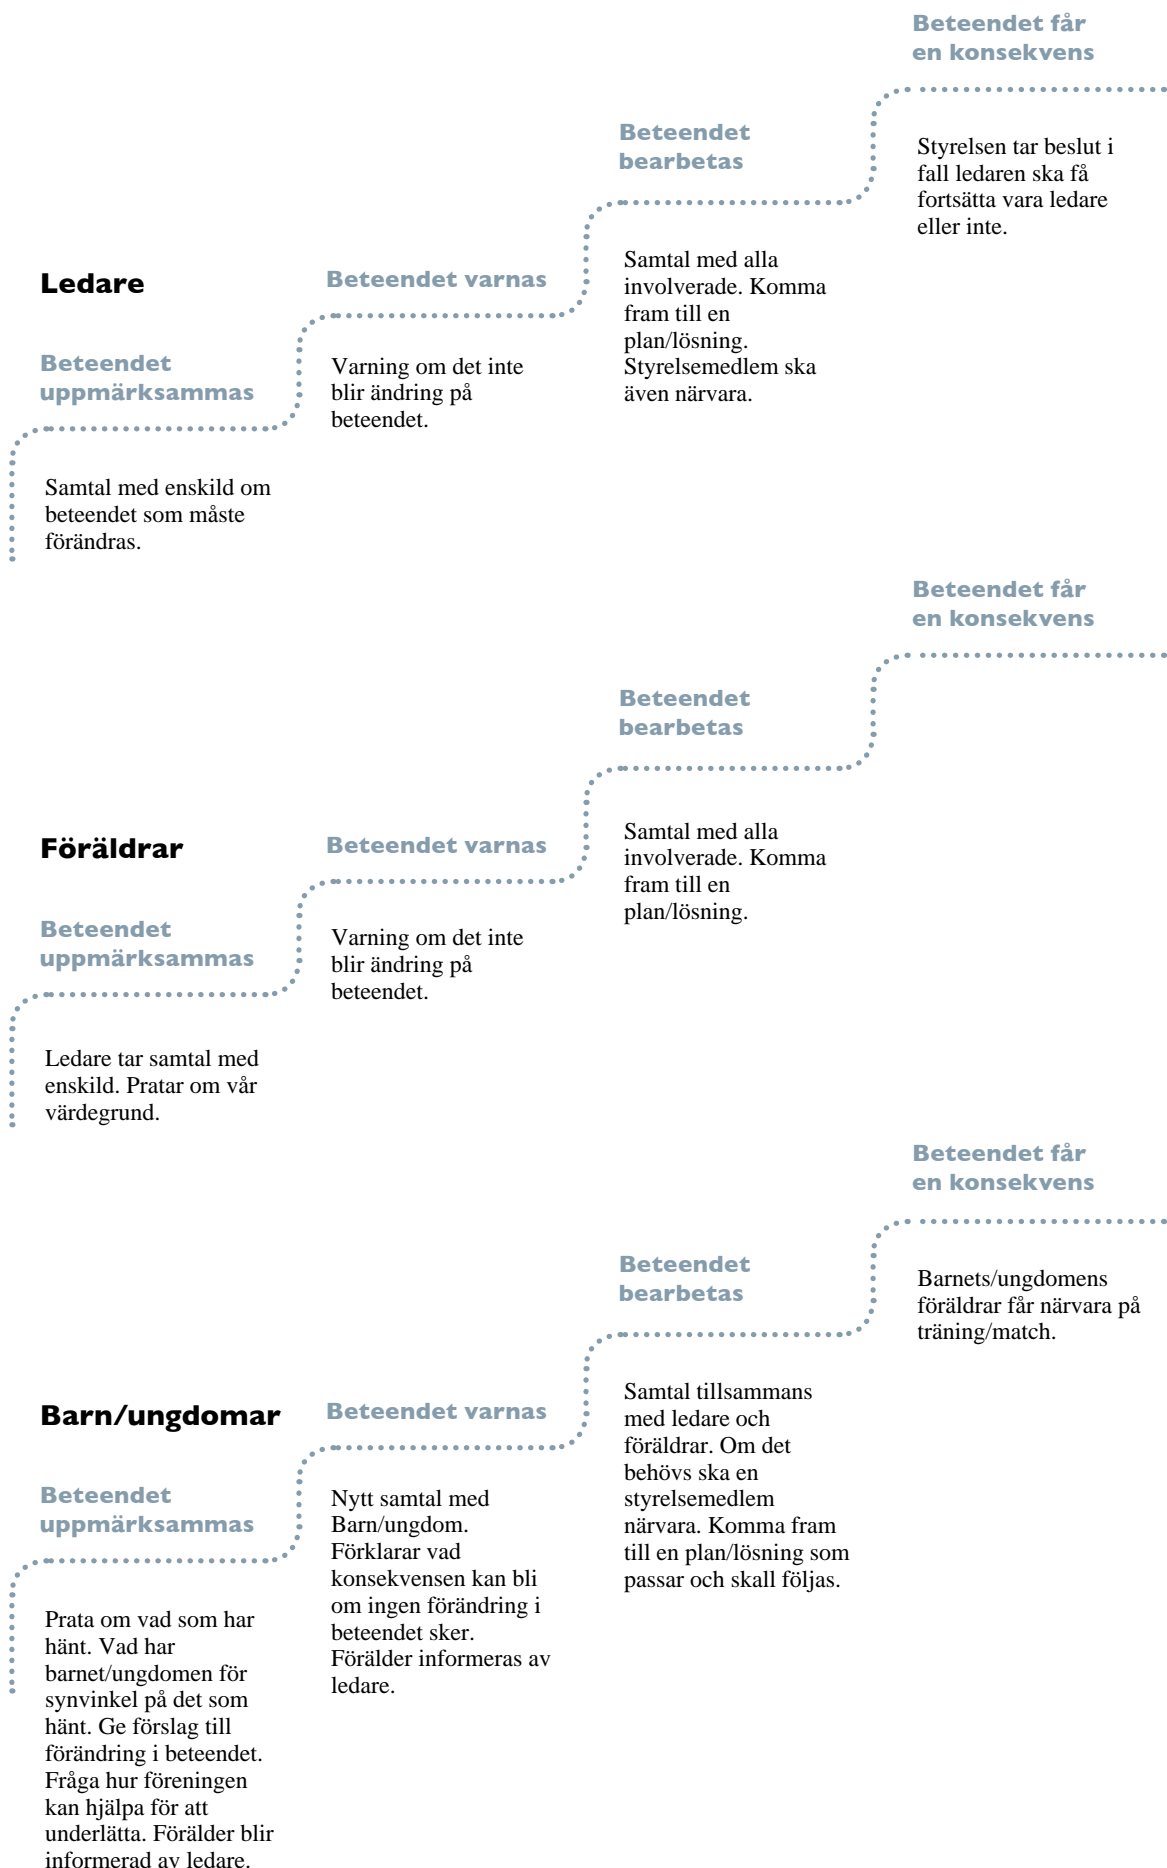 Ledare
Beteendet
uppmärksammas
Samtal med enskild om
beteendet som måste
förändras.
Beteendet varnas
Varning om det inte
blir ändring på
beteendet.
Beteendet
bearbetas
Samtal med alla
involverade. Komma
fram till en
plan/lösning.
Styrelsemedlem ska
även närvara.
Beteendet får
en konsekvens
Styrelsen tar beslut i
fall ledaren ska få
fortsätta vara ledare
eller inte.
Föräldrar
Beteendet
uppmärksammas
Ledare tar samtal med
enskild. Pratar om vår
värdegrund.
Beteendet varnas
Varning om det inte
blir ändring på
beteendet.
Beteendet
bearbetas
Samtal med alla
involverade. Komma
fram till en
plan/lösning.
Beteendet får
en konsekvens
Barn/ungdomar
Beteendet
uppmärksammas
Prata om vad som har
hänt. Vad har
barnet/ungdomen för
synvinkel på det som
hänt. Ge förslag till
förändring i beteendet.
Fråga hur föreningen
kan hjälpa för att
underlätta. Förälder blir
informerad av ledare.
Beteendet varnas
Nytt samtal med
Barn/ungdom.
Förklarar vad
konsekvensen kan bli
om ingen förändring i
beteendet sker.
Förälder informeras av
ledare.
Beteendet
bearbetas
Samtal tillsammans
med ledare och
föräldrar. Om det
behövs ska en
styrelsemedlem
närvara. Komma fram
till en plan/lösning som
passar och skall följas.
Beteendet får
en konsekvens
Barnets/ungdomens
föräldrar får närvara på
träning/match.